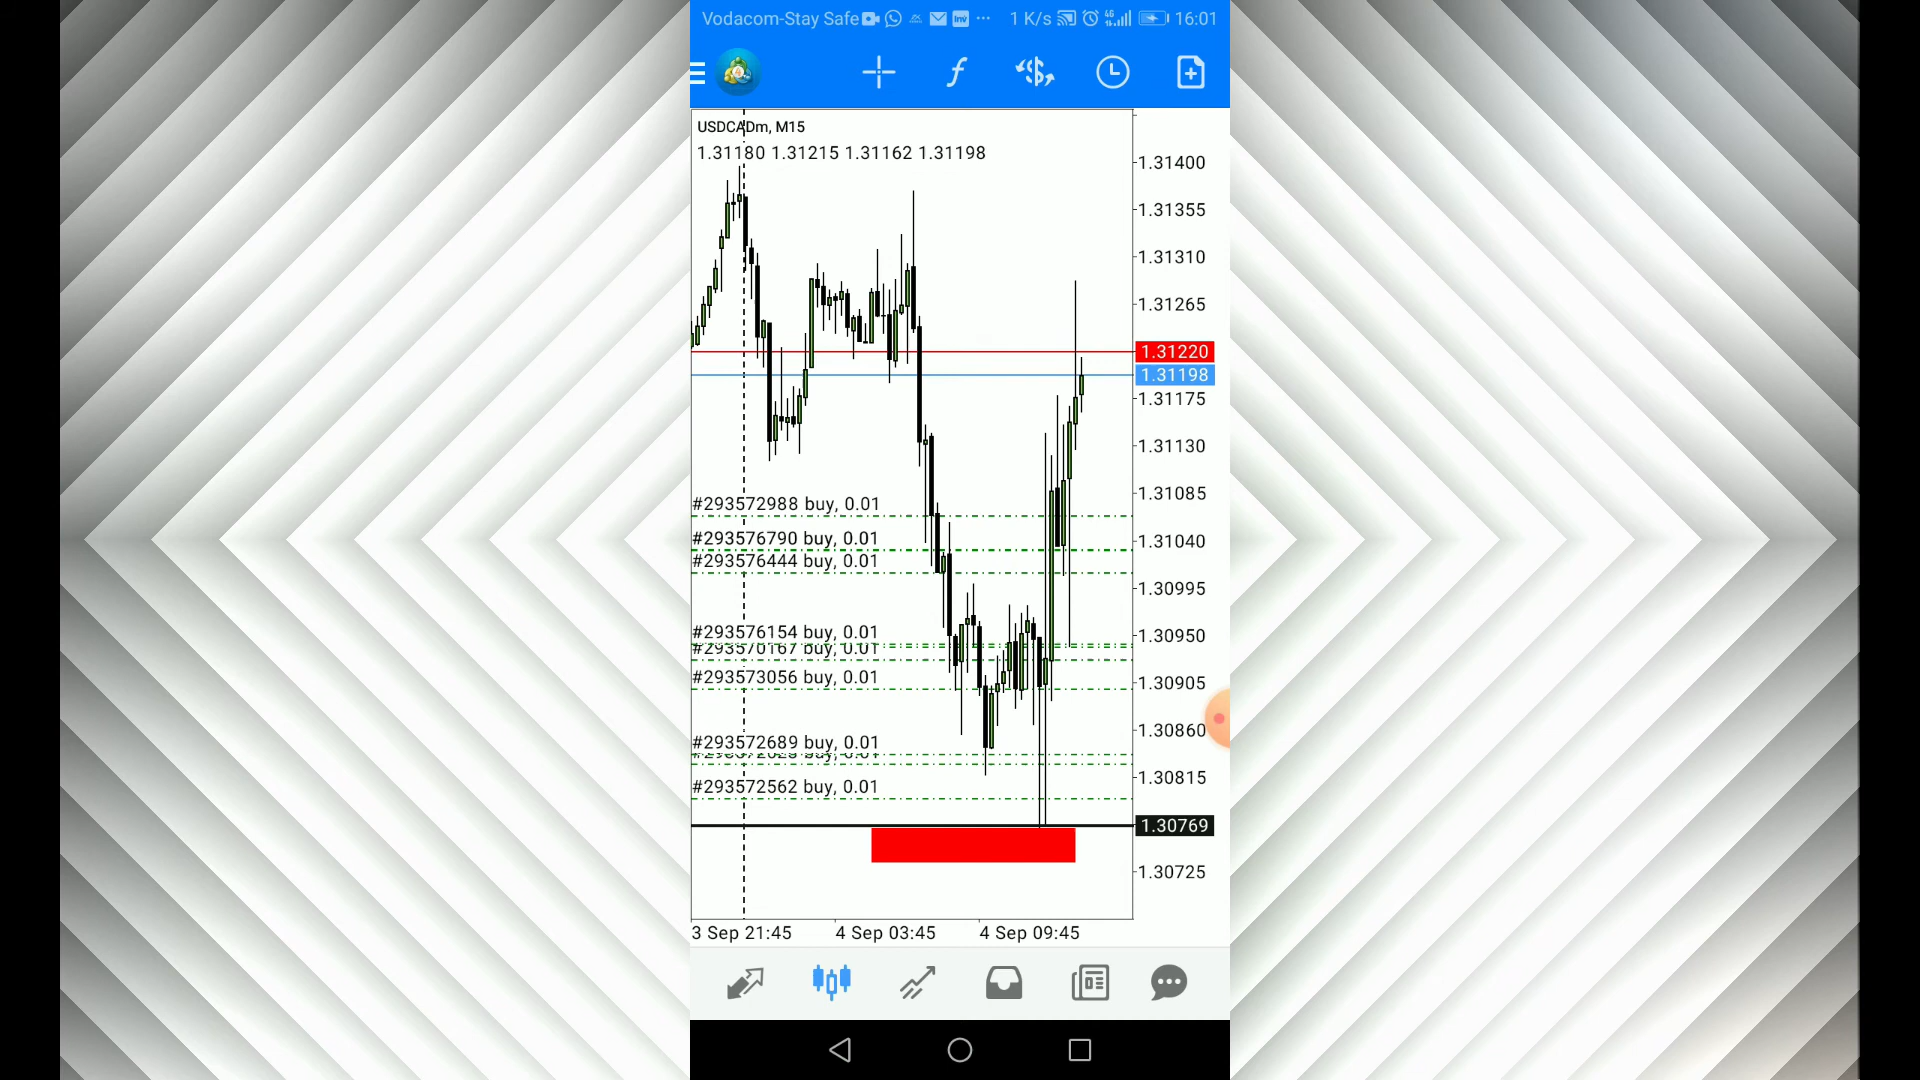 Vodacom-Stay Safe 1 K/s 4G 16:01
USDCADm, M15
1.31180 1.31215 1.31162 1.31198
1.31400
1.31355
1.31310
1.31265
1.31220
1.31198
1.31175
1.31130
1.31085
#293572988 buy, 0.01
#293576790 buy, 0.01
1.31040
#293576444 buy, 0.01
1.30995
#293576154 buy, 0.01
1.30950
#293573056 buy, 0.01
1.30905
1.30860
#293572689 buy, 0.01
1.30815
#293572562 buy, 0.01
1.30769
1.30725
3 Sep 21:45 4 Sep 03:45 4 Sep 09:45